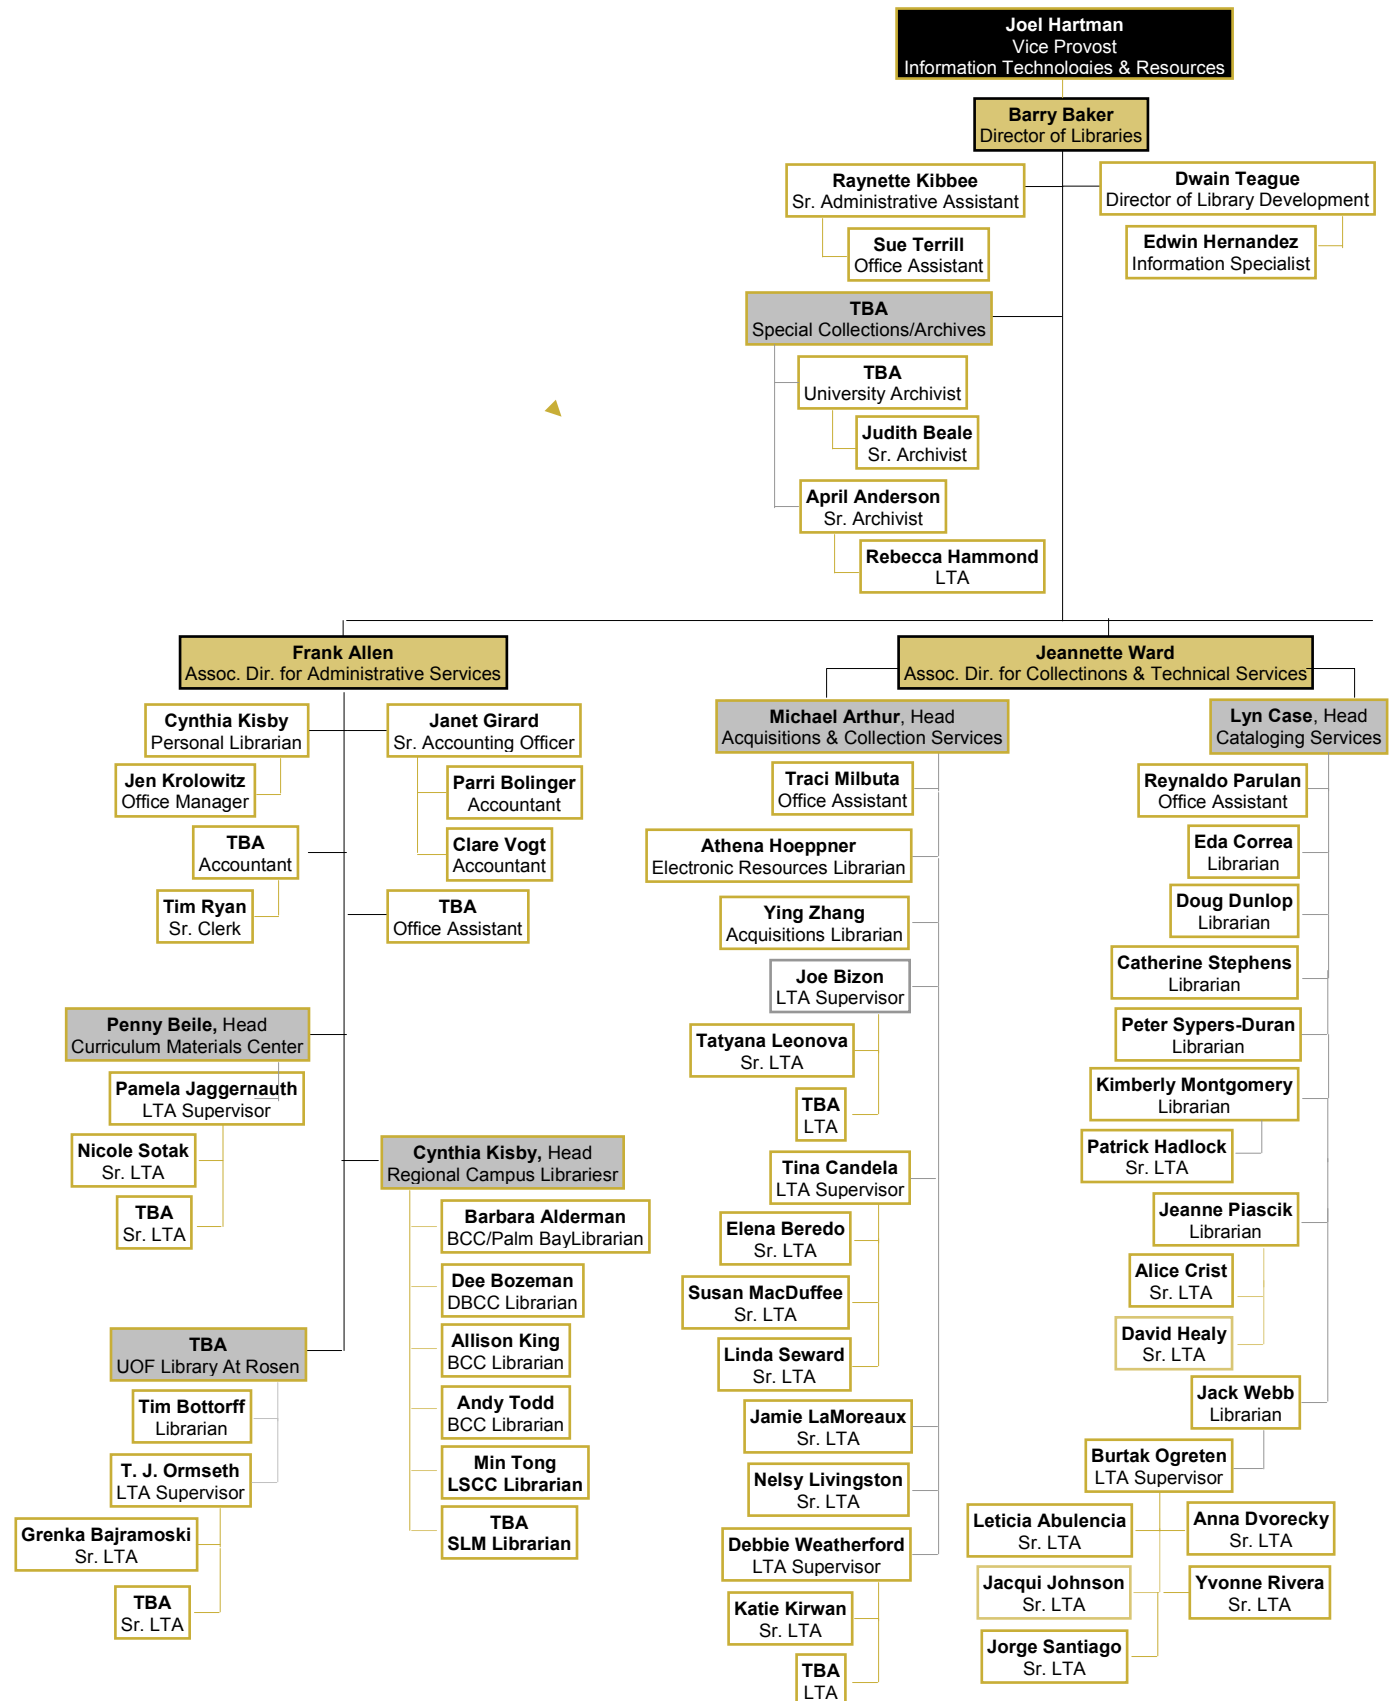 Joel Hartman
Vice Provost
Information Technologies & Resources
Barry Baker
Director of Libraries
Raynette Kibbee
Sr. Administrative Assistant
Dwain Teague
Director of Library Development
Sue Terrill
Office Assistant
Edwin Hernandez
Information Specialist
TBA
Special Collections/Archives
TBA
University Archivist
Judith Beale
Sr. Archivist
April Anderson
Sr. Archivist
Rebecca Hammond
LTA
Frank Allen
Assoc. Dir. for Administrative Services
Cynthia Kisby
Personal Librarian
Janet Girard
Sr. Accounting Officer
Jen Krolowitz
Office Manager
Parri Bolinger
Accountant
TBA
Accountant
Clare Vogt
Accountant
Tim Ryan
Sr. Clerk
TBA
Office Assistant
Penny Beile, Head
Curriculum Materials Center
Pamela Jaggernauth
LTA Supervisor
Nicole Sotak
Sr. LTA
TBA
Sr. LTA
Cynthia Kisby, Head
Regional Campus Librariesr
Barbara Alderman
BCC/Palm BayLibrarian
Dee Bozeman
DBCC Librarian
Allison King
BCC Librarian
Andy Todd
BCC Librarian
Min Tong
LSCC Librarian
TBA
SLM Librarian
TBA
UOF Library At Rosen
Tim Bottorff
Librarian
T. J. Ormseth
LTA Supervisor
Grenka Bajramoski
Sr. LTA
TBA
Sr. LTA
Jeannette Ward
Assoc. Dir. for Collectinons & Technical Services
Michael Arthur, Head
Acquisitions & Collection Services
Traci Milbuta
Office Assistant
Athena Hoeppner
Electronic Resources Librarian
Ying Zhang
Acquisitions Librarian
Joe Bizon
LTA Supervisor
Tatyana Leonova
Sr. LTA
TBA
LTA
Tina Candela
LTA Supervisor
Elena Beredo
Sr. LTA
Susan MacDuffee
Sr. LTA
Linda Seward
Sr. LTA
Jamie LaMoreaux
Sr. LTA
Nelsy Livingston
Sr. LTA
Debbie Weatherford
LTA Supervisor
Katie Kirwan
Sr. LTA
TBA
LTA
Lyn Case, Head
Cataloging Services
Reynaldo Parulan
Office Assistant
Eda Correa
Librarian
Doug Dunlop
Librarian
Catherine Stephens
Librarian
Peter Sypers-Duran
Librarian
Kimberly Montgomery
Librarian
Patrick Hadlock
Sr. LTA
Jeanne Piascik
Librarian
Alice Crist
Sr. LTA
David Healy
Sr. LTA
Jack Webb
Librarian
Burtak Ogreten
LTA Supervisor
Leticia Abulencia
Sr. LTA
Anna Dvorecky
Sr. LTA
Jacqui Johnson
Sr. LTA
Yvonne Rivera
Sr. LTA
Jorge Santiago
Sr. LTA